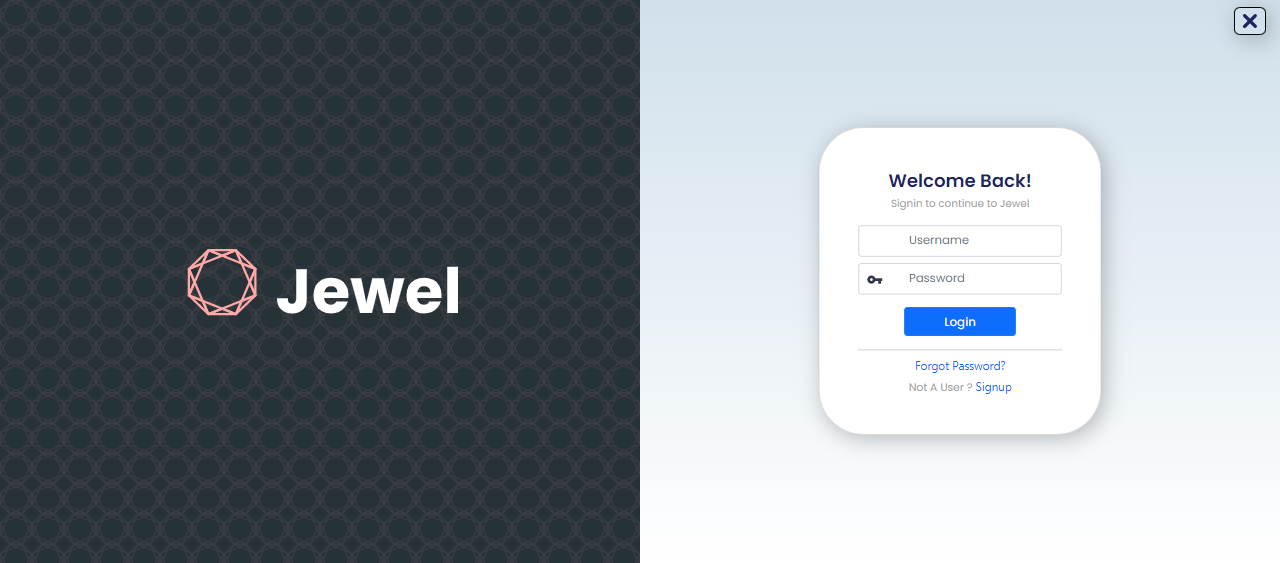 Jewel
Welcome Back!
Signin to continue to Jewel
Username
Password
Login
Forgot Password?
Not A User ? Signup